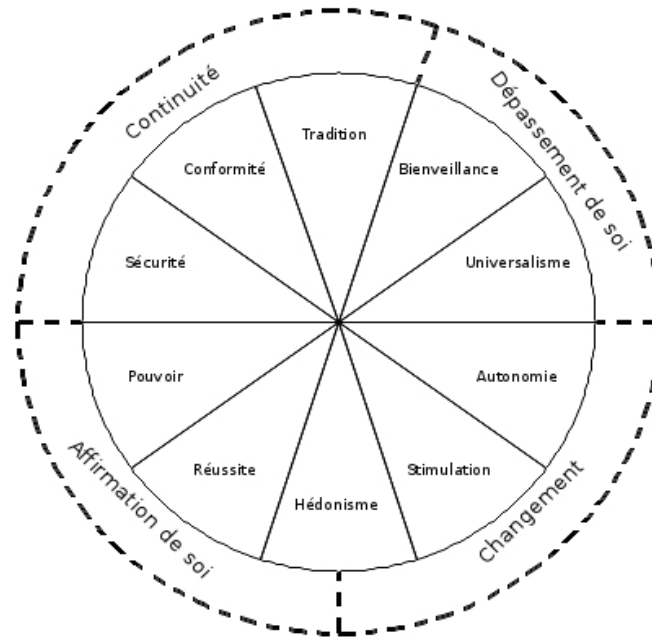 Continuité
Dépassement de soi
Tradition
Conformité
Bienveillance
Sécurité
Universalisme
Pouvoir
Autonomie
Réussite
Stimulation
Hédonisme
Affirmation de soi
Changement